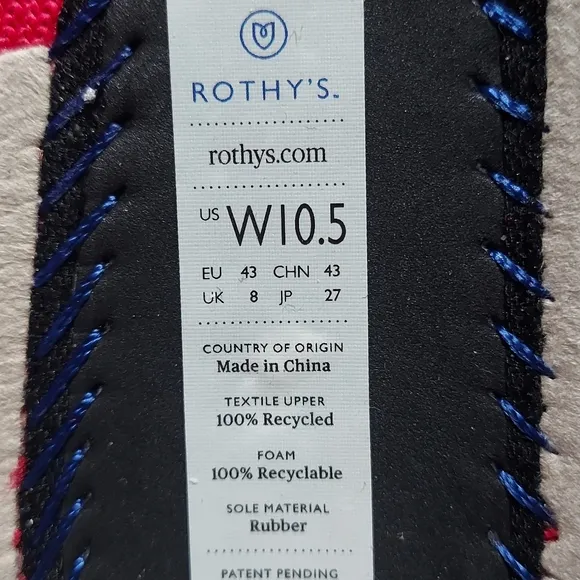 ROTHY'S™
rothys.com
US W10.5
EU 43 CHN 43
UK 8 JP 27
COUNTRY OF ORIGIN
Made in China
TEXTILE UPPER
100% Recycled
FOAM
100% Recyclable
SOLE MATERIAL
Rubber
PATENT PENDING